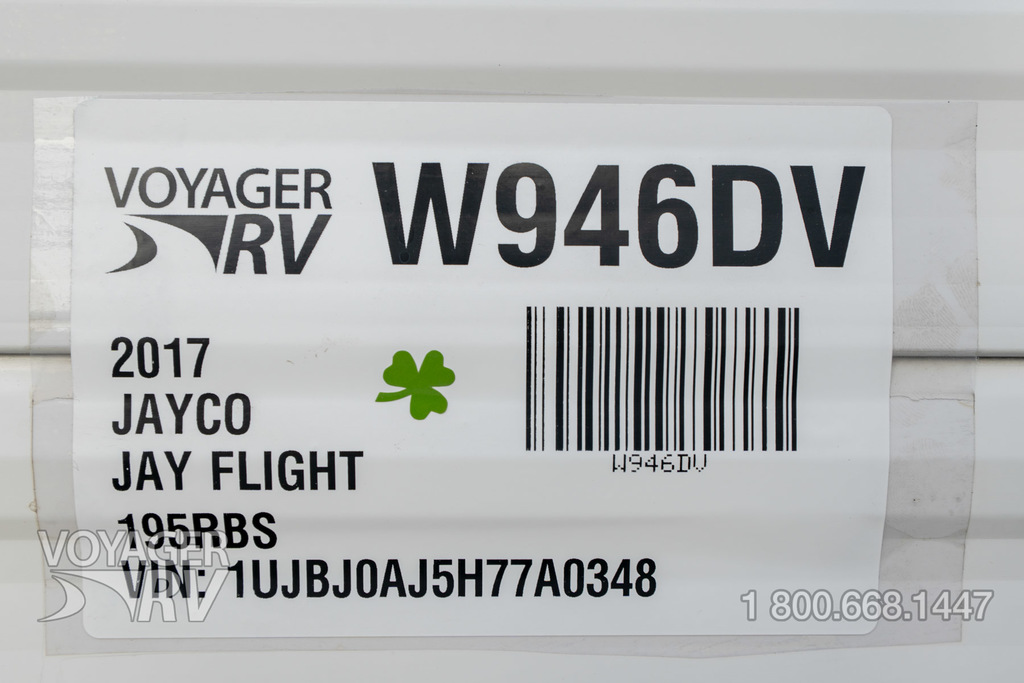 VOYAGER
RV
W946DV
W946DV
2017
JAYCO
JAY FLIGHT
195RBS
VIN: 1UJBJ0AJ5H77A0348
VOYAGER
RV
1 800.668.1447